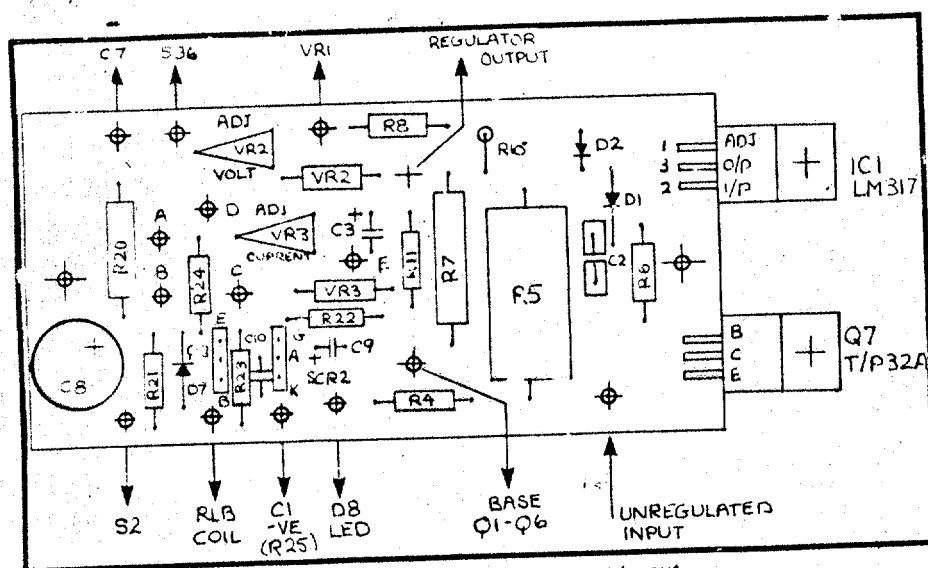 C7
S36
VR1
REGULATOR
OUTPUT
ADJ
VR2
VOLT
R8
R10
D2
1
ADJ
3
O/P
2
I/P
IC1
LM317
VR2
D1
A
D
ADJ
VR3
CURRENT
+
C3
R20
B
R24
C
E
R11
R7
R5
C2
R6
VR3
R22
E
C10
G
A
K
+
C9
SCR2
+
C8
R21
D7
B
R23
R4
B
C
E
Q7
T/P32A
S2
RLB
COIL
C1
-VE
(R25)
D8
LED
BASE
Q1-Q6
UNREGULATED
INPUT